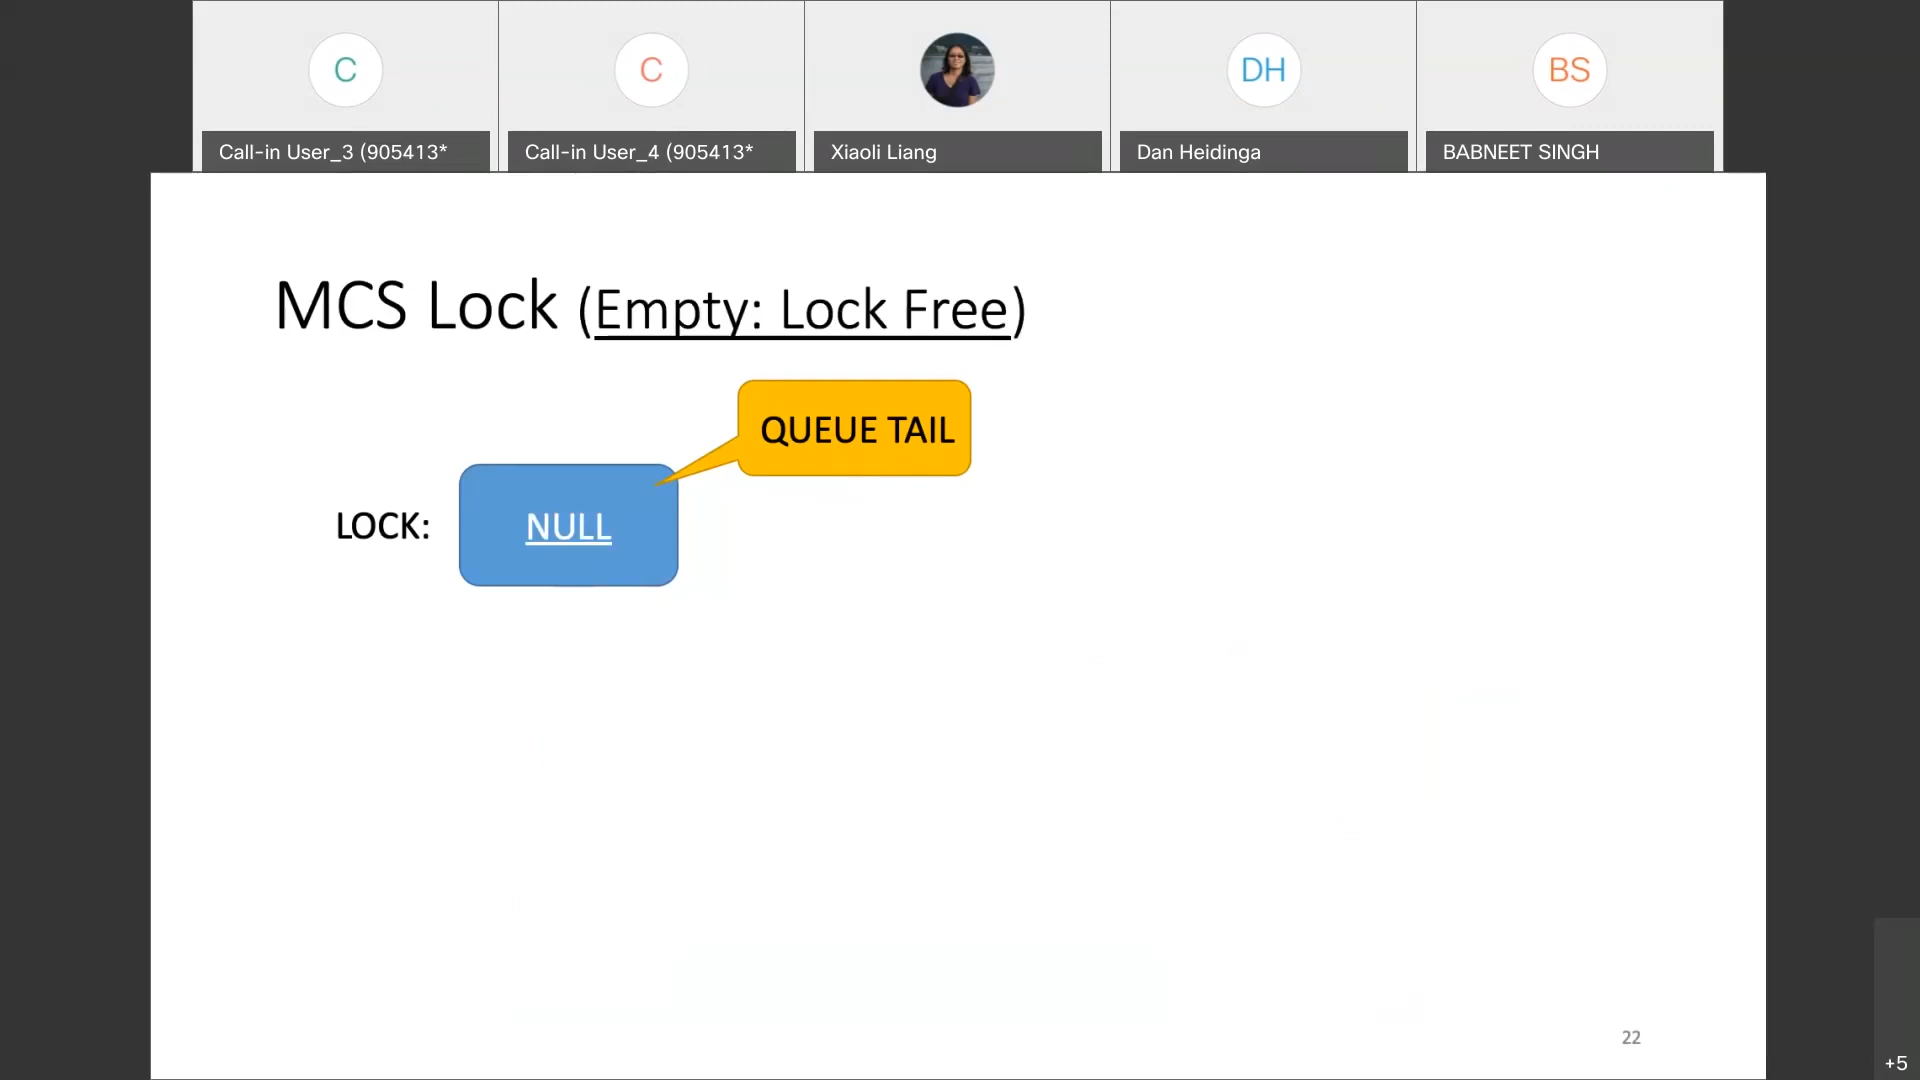 C
C
DH
BS
Call-in User_3 (905413*
Call-in User_4 (905413*
Xiaoli Liang
Dan Heidinga
BABNEET SINGH
MCS Lock (Empty: Lock Free)
QUEUE TAIL
LOCK:
NULL
22
+5